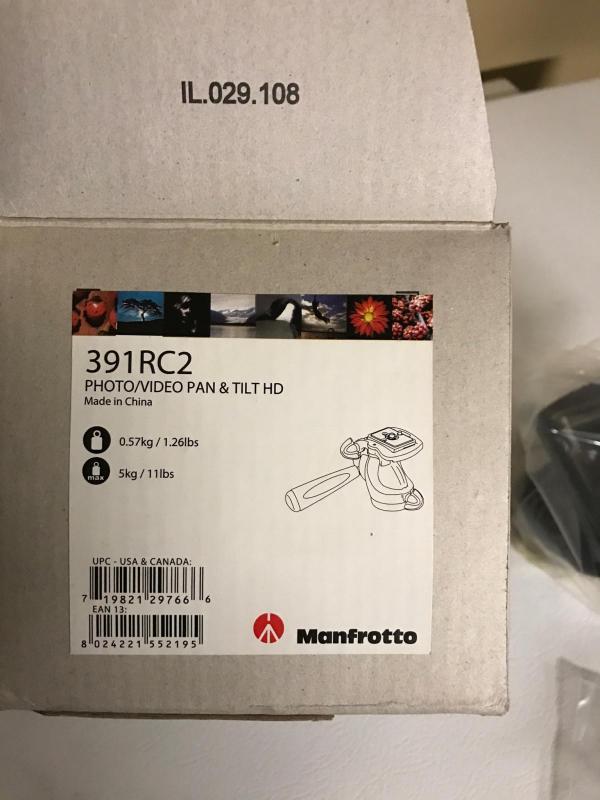 IL.029.108
391RC2
PHOTO/VIDEO PAN & TILT HD
Made in China
0.57kg / 1.26lbs
max
5kg / 11lbs
UPC - USA & CANADA:
7 19821 29766 6
EAN 13:
8 024221 552195
Manfrotto